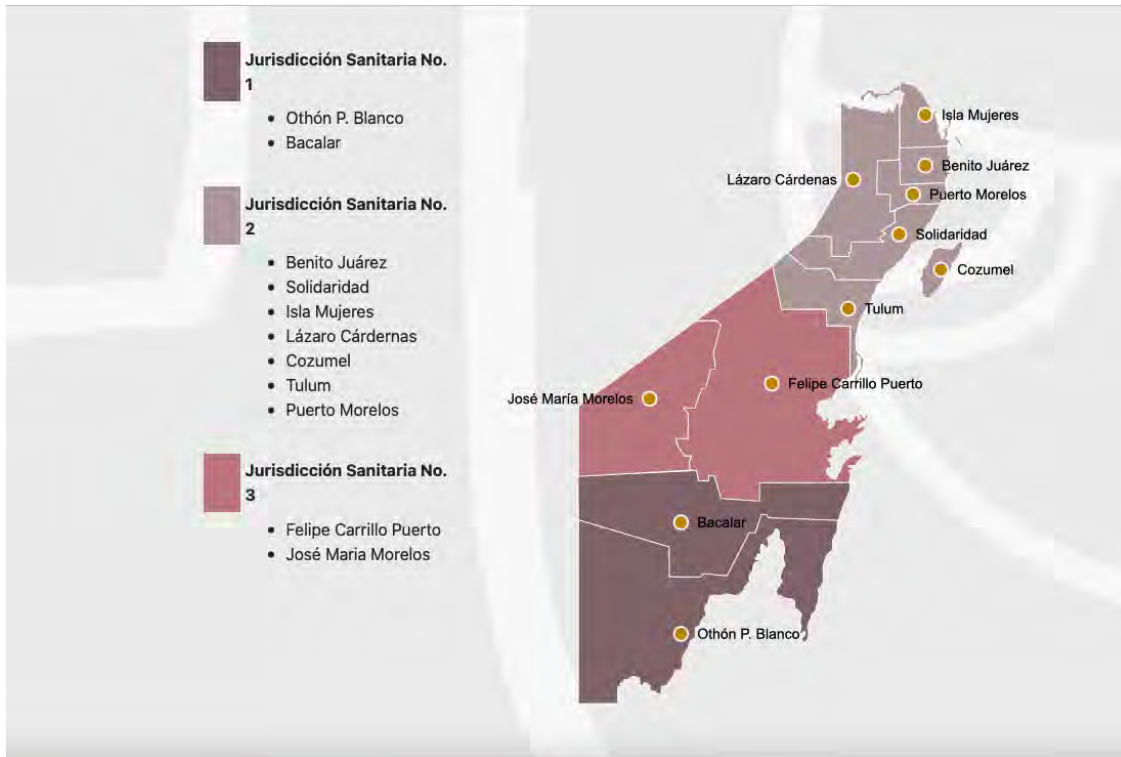 Jurisdicción Sanitaria No.
1
• Othón P. Blanco
• Bacalar
Jurisdicción Sanitaria No.
2
• Benito Juárez
• Solidaridad
• Isla Mujeres
• Lázaro Cárdernas
• Cozumel
• Tulum
• Puerto Morelos
Jurisdicción Sanitaria No.
3
• Felipe Carrillo Puerto
• José Maria Morelos
Isla Mujeres
Benito Juárez
Lázaro Cárdenas
Puerto Morelos
Solidaridad
Cozumel
Tulum
Felipe Carrillo Puerto
José María Morelos
Bacalar
Othón P. Blanco